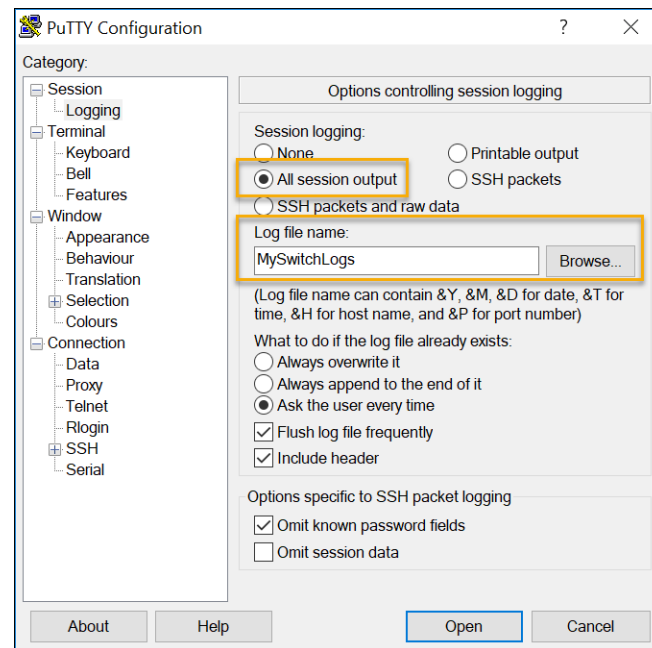 PuTTY Configuration
?
Category:
Session
Logging
Terminal
Keyboard
Bell
Features
Window
Appearance
Behaviour
Translation
Selection
Colours
Connection
Data
Proxy
Telnet
Rlogin
SSH
Serial
Options controlling session logging
Session logging:
None Printable output
All session output SSH packets
SSH packets and raw data
Log file name:
MySwitchLogs Browse...
(Log file name can contain &Y, &M, &D for date, &T for
time, &H for host name, and &P for port number)
What to do if the log file already exists:
Always overwrite it
Always append to the end of it
Ask the user every time
Flush log file frequently
Include header
Options specific to SSH packet logging
Omit known password fields
Omit session data
About Help Open Cancel